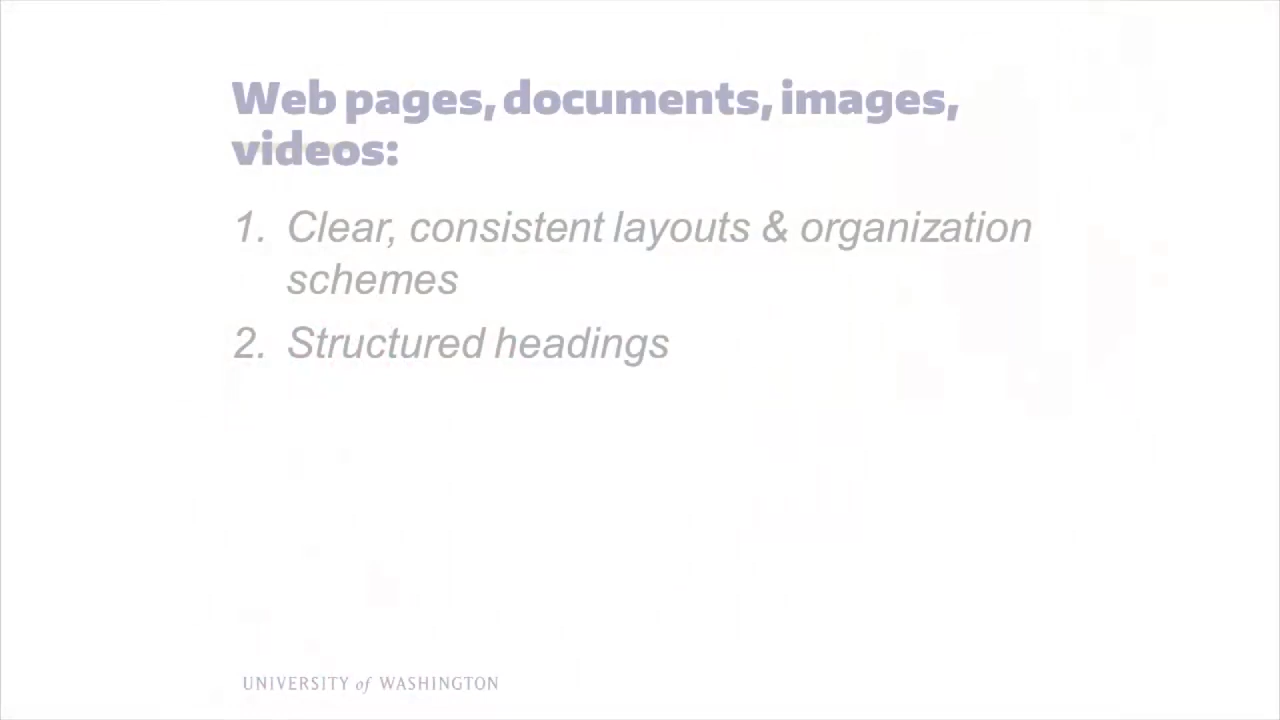 Web pages, documents, images,
videos:
1. Clear, consistent layouts & organization
schemes
2. Structured headings
UNIVERSITY of WASHINGTON